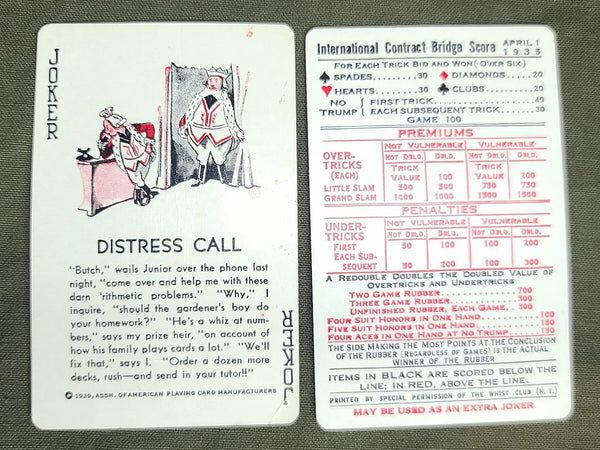 JOKER
DISTRESS CALL
"Butch," wails Junior over the phone last
night, "come over and help me with these
darn 'rithmetic problems." "Why," I
inquire, "should the gardener's boy do
your homework?" "He's a whiz at num-
bers," says my prize heir, "on account of
how his family plays cards a lot." "We'll
fix that," says I. "Order a dozen more
decks, rush—and send in your tutor!!"
© 1939, ASSN. OF AMERICAN PLAYING CARD MANUFACTURERS
JOKER
International Contract Bridge Score APRIL 1
1935
FOR EACH TRICK BID AND WON (OVER SIX)
♠ SPADES........30 ♦ DIAMONDS......20
♥ HEARTS........30 ♣ CLUBS.........20
NO { FIRST TRICK...................40
TRUMP { EACH SUBSEQUENT TRICK.....30
GAME 100
PREMIUMS
OVER-
TRICKS
(EACH)
NOT VULNERABLE VULNERABLE
NOT DBLD. DBLD. NOT DBLD. DBLD.
TRICK VALUE 100 TRICK VALUE 200
LITTLE SLAM 500 500 750 750
GRAND SLAM 1000 1000 1500 1500
PENALTIES
UNDER-
TRICKS
NOT VULNERABLE VULNERABLE
NOT DBLD. DBLD. NOT DBLD. DBLD.
FIRST 50 100 100 200
EACH SUB-
SEQUENT 50 200 100 300
A REDOUBLE DOUBLES THE DOUBLED VALUE OF
OVERTRICKS AND UNDERTRICKS
TWO GAME RUBBER..........700
THREE GAME RUBBER........500
UNFINISHED RUBBER, EACH GAME...300
FOUR SUIT HONORS IN ONE HAND..........100
FIVE SUIT HONORS IN ONE HAND..........150
FOUR ACES IN ONE HAND AT NO TRUMP...150
THE SIDE MAKING THE MOST POINTS AT THE CONCLUSION
OF THE RUBBER (REGARDLESS OF GAMES) IS THE ACTUAL
WINNER OF THE RUBBER
ITEMS IN BLACK ARE SCORED BELOW THE
LINE; IN RED, ABOVE THE LINE.
PRINTED BY SPECIAL PERMISSION OF THE WHIST CLUB (N. Y.)
MAY BE USED AS AN EXTRA JOKER